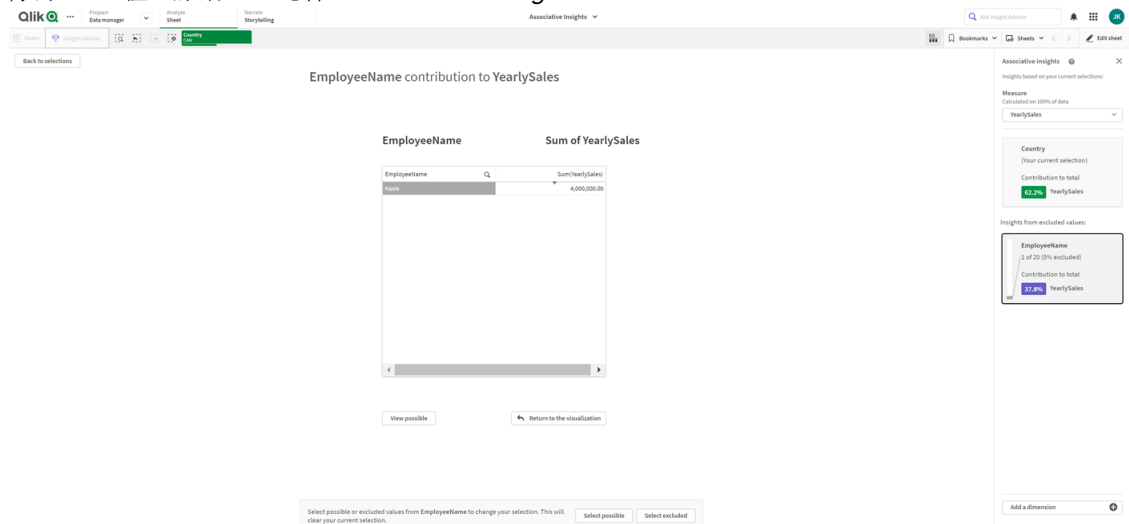 Qlik
Prepare
Data manager
Analyze
Sheet
Narrate
Storytelling
Associative Insights
Ask Insight Advisor
JK
Notes
Insight Advisor
Country
CAN
Bookmarks
Sheets
Edit sheet
Back to selections
EmployeeName contribution to YearlySales
EmployeeName
Sum of YearlySales
EmployeeName
Sum(YearlySales)
Kasie
4,000,000.00
View possible
Return to the visualization
Select possible or excluded values from EmployeeName to change your selection. This will
clear your current selection.
Select possible
Select excluded
Associative insights
Insights based on your current selections:
Measure
Calculated on 100% of data
YearlySales
Country
(Your current selection)
Contribution to total
62.2% YearlySales
Insights from excluded values:
EmployeeName
1 of 20 (5% excluded)
Contribution to total
37.8% YearlySales
Add a dimension